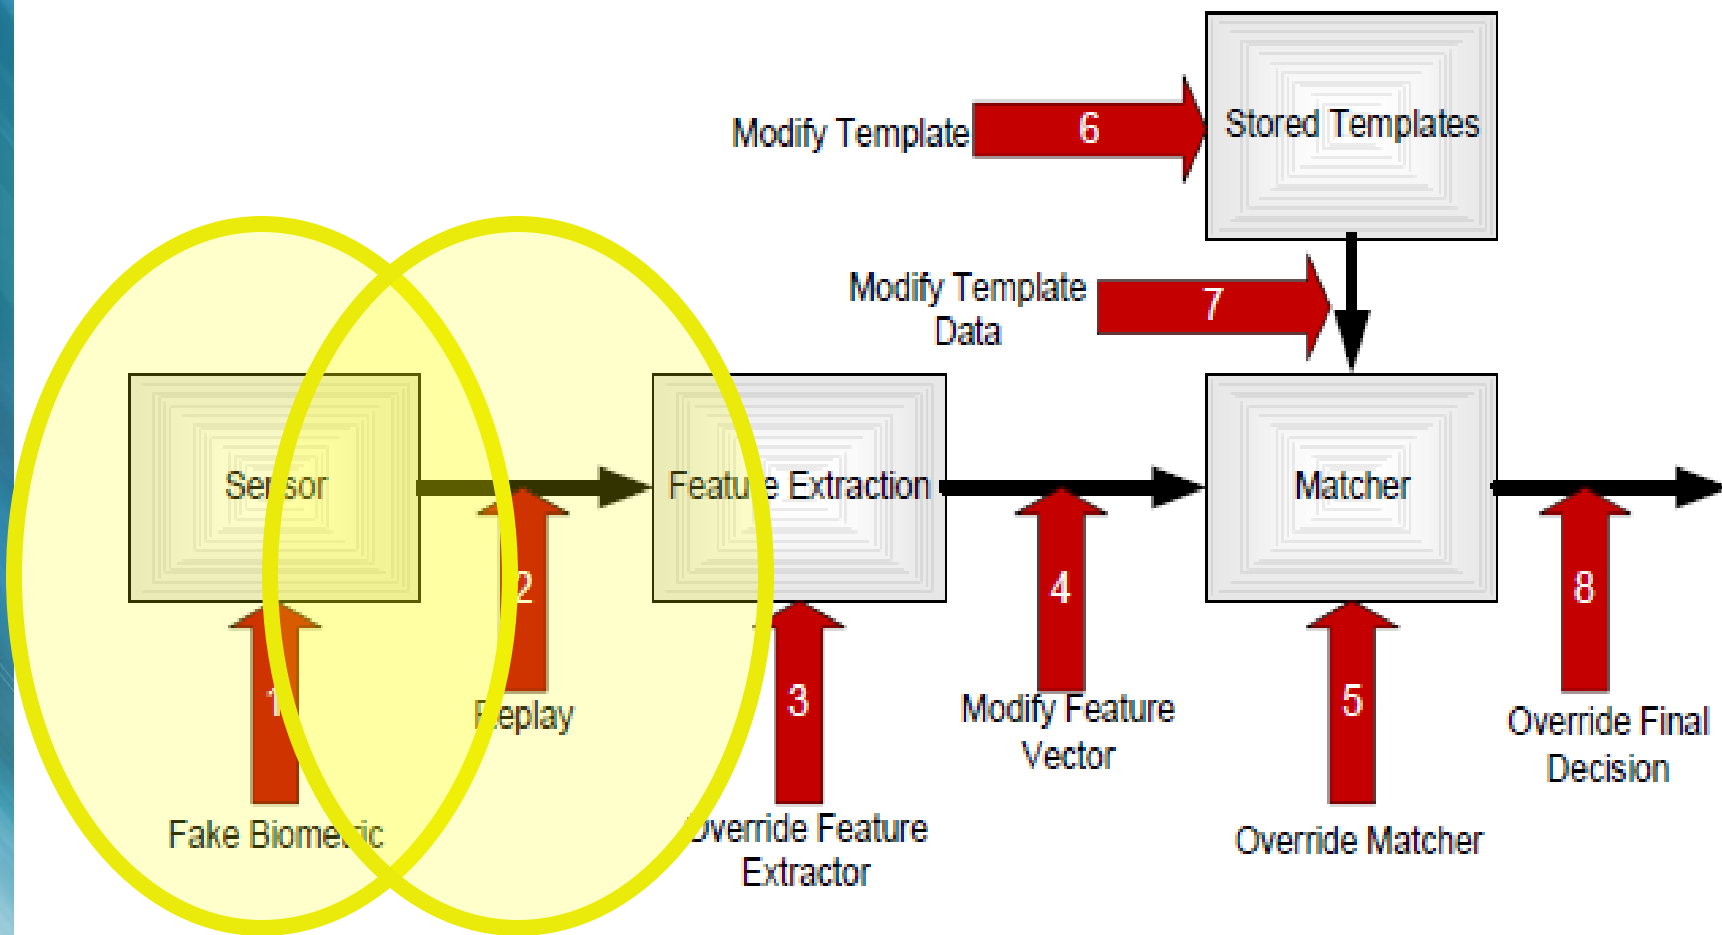 Modify Template
6
Stored Templates
Modify Template
Data
7
Sensor
Feature Extraction
Matcher
1
Fake Biometric
2
Replay
3
Override Feature
Extractor
4
Modify Feature
Vector
5
Override Matcher
8
Override Final
Decision